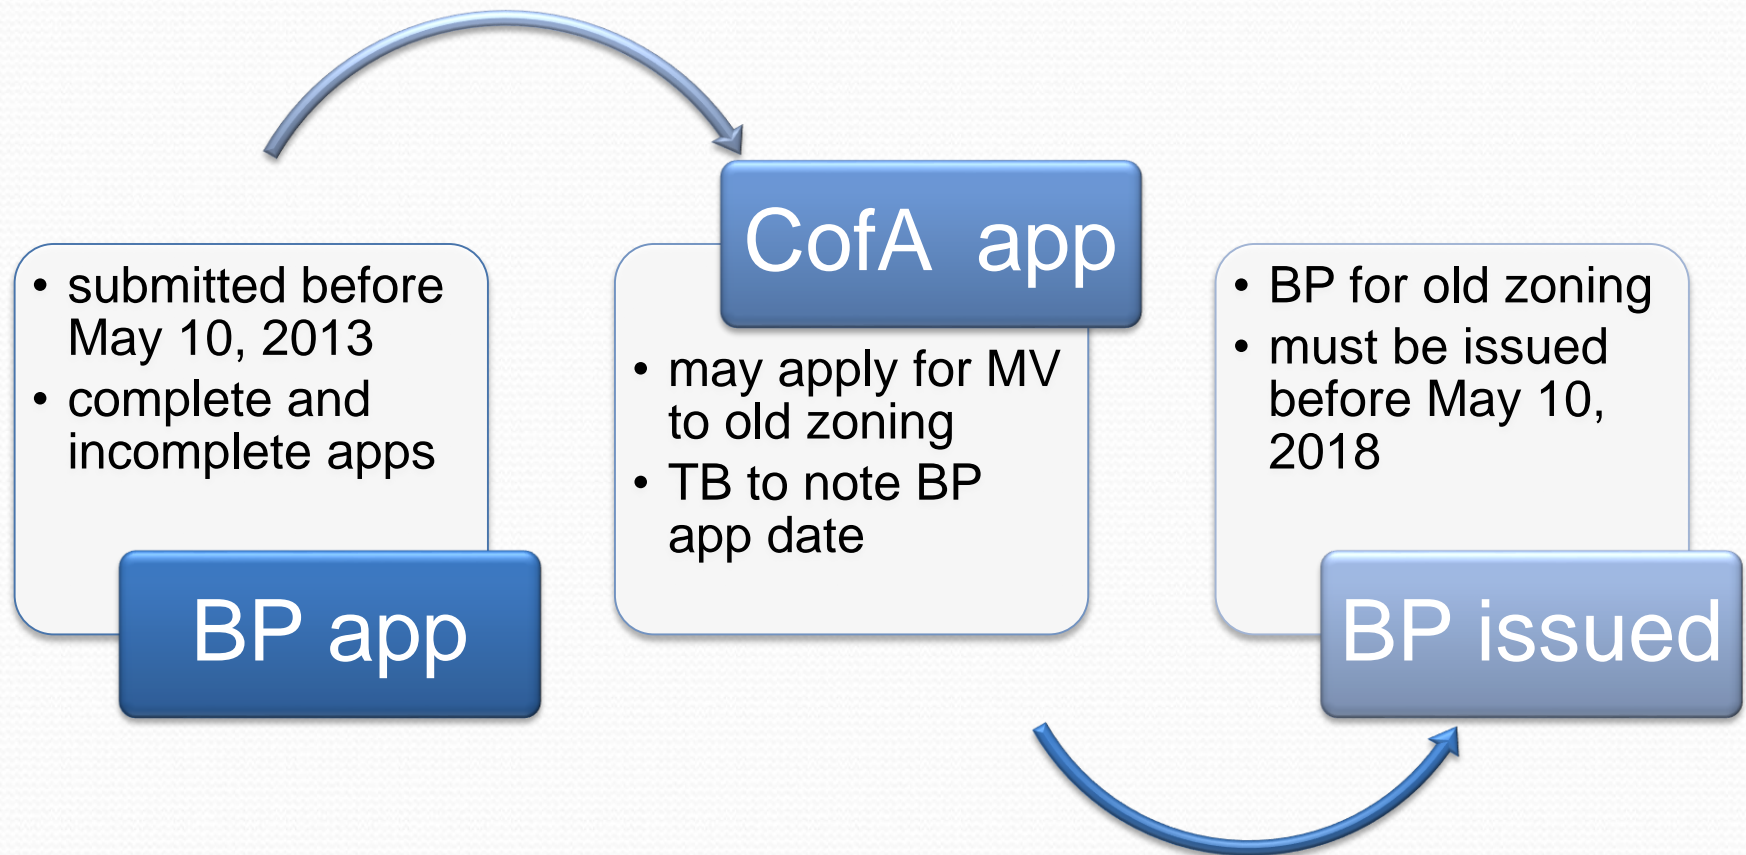 • submitted before
May 10, 2013
• complete and
incomplete apps
BP app
CofA app
• may apply for MV
to old zoning
• TB to note BP
app date
• BP for old zoning
• must be issued
before May 10,
2018
BP issued